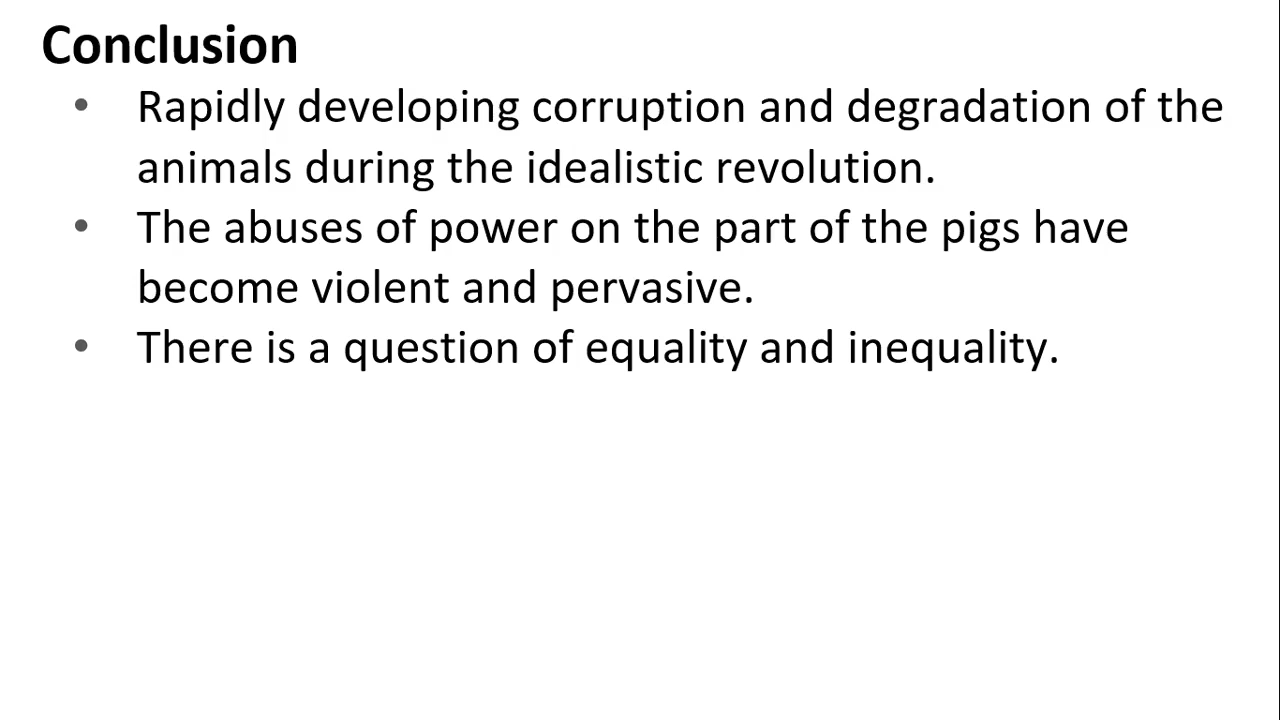 Conclusion
• Rapidly developing corruption and degradation of the
animals during the idealistic revolution.
• The abuses of power on the part of the pigs have
become violent and pervasive.
• There is a question of equality and inequality.